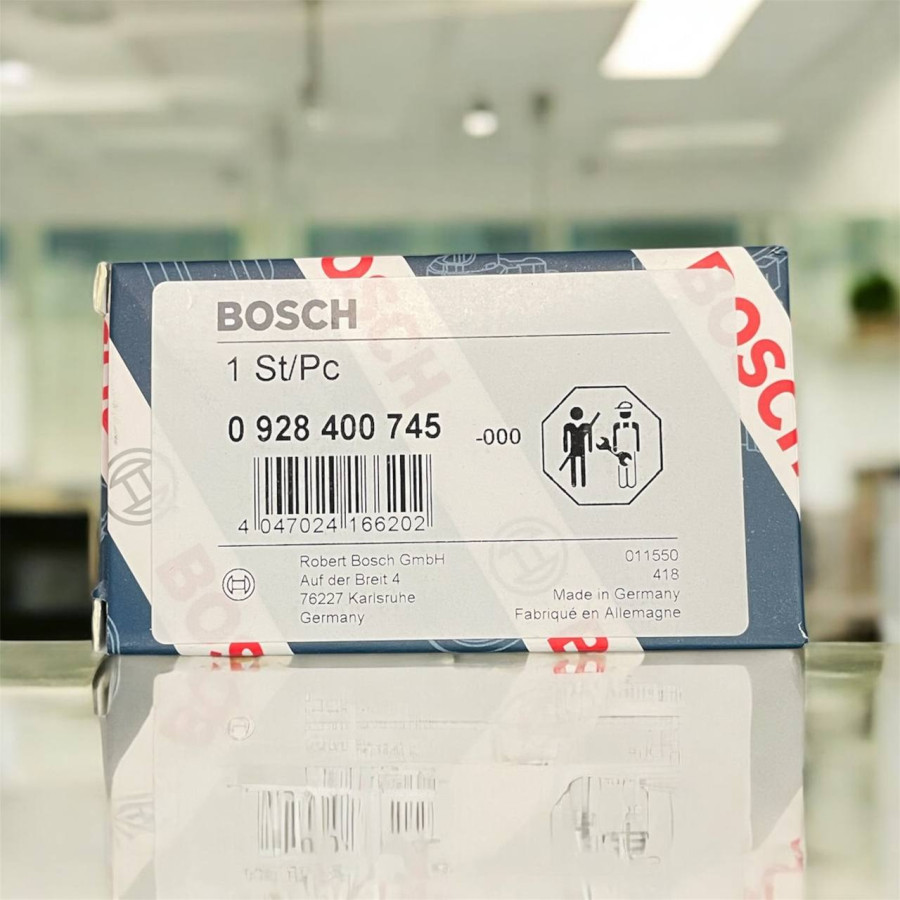 BOSCH
1 St/Pc
0 928 400 745 -000
4 047024 166202
Robert Bosch GmbH
Auf der Breit 4
76227 Karlsruhe
Germany
011550
418
Made in Germany
Fabriqué en Allemagne
BOSCH